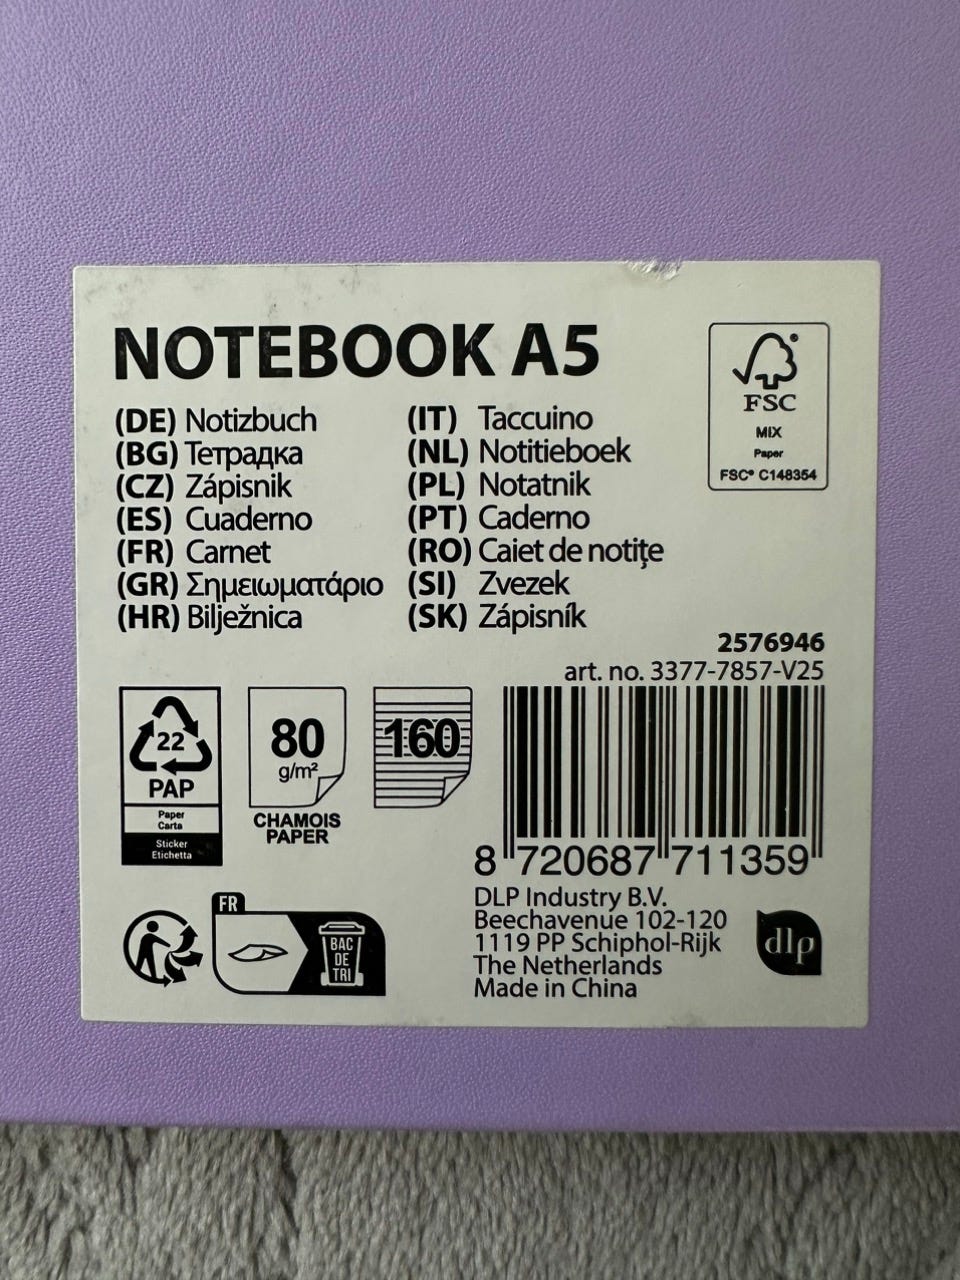 NOTEBOOK A5
(DE) Notizbuch
(BG) Тетрадка
(CZ) Zápisnik
(ES) Cuaderno
(FR) Carnet
(GR) Σημειωματάριο
(HR) Bilježnica
(IT) Taccuino
(NL) Notitieboek
(PL) Notatnik
(PT) Caderno
(RO) Caiet de notițe
(SI) Zvezek
(SK) Zápisník
FSC
MIX
Paper
FSC® C148354
2576946
art. no. 3377-7857-V25
22
PAP
Paper
Carta
Sticker
Etichetta
80
g/m²
CHAMOIS
PAPER
160
8 720687 711359
FR
BAC
DE
TRI
DLP Industry B.V.
Beechavenue 102-120
1119 PP Schiphol-Rijk
The Netherlands
Made in China
dlp